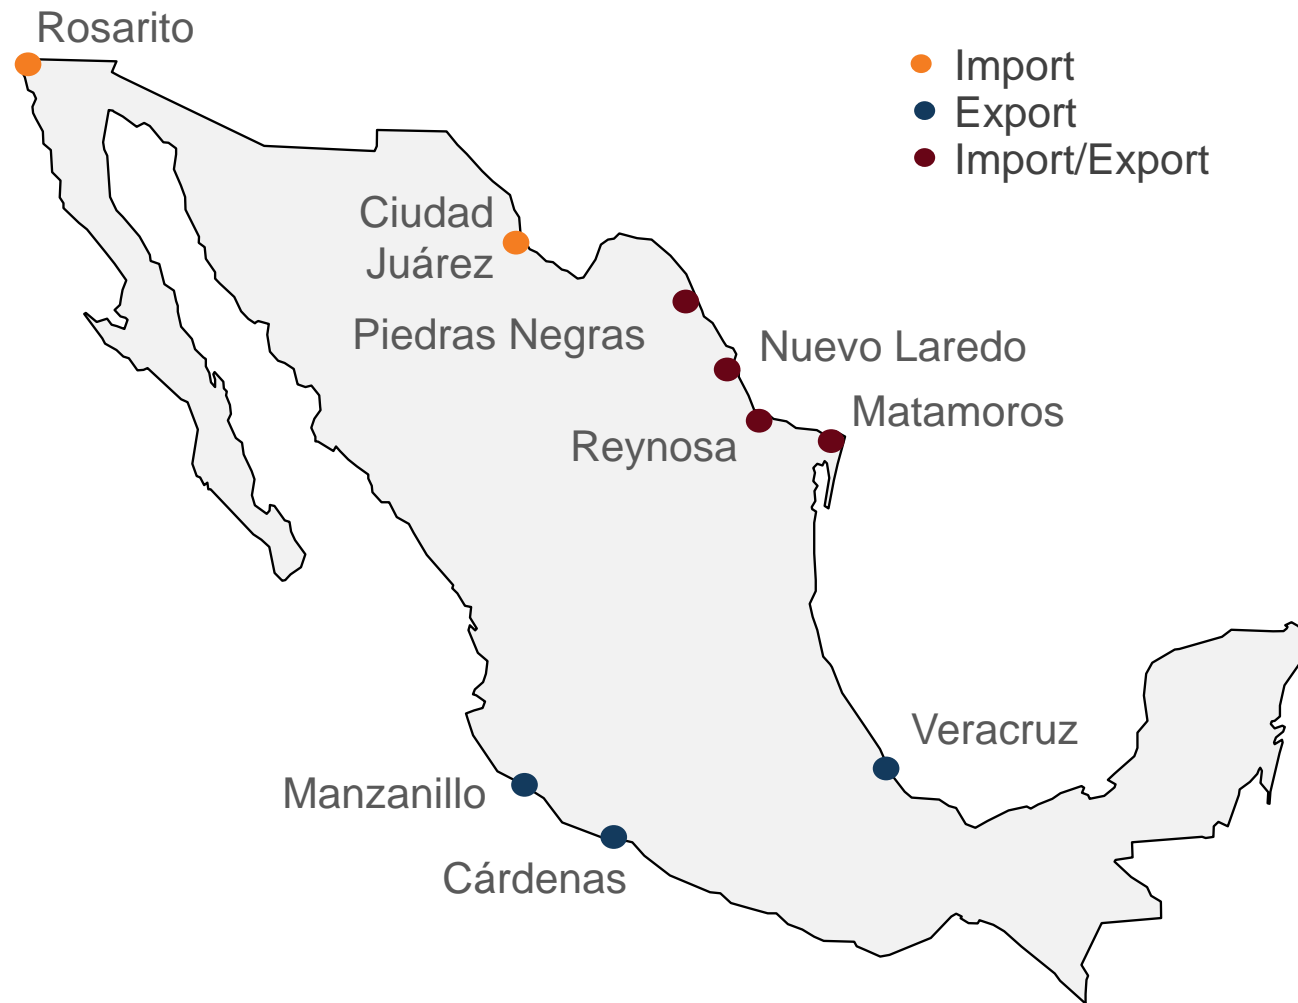 Rosarito
Import
Export
Import/Export
Ciudad
Juárez
Piedras Negras
Nuevo Laredo
Matamoros
Reynosa
Veracruz
Manzanillo
Cárdenas